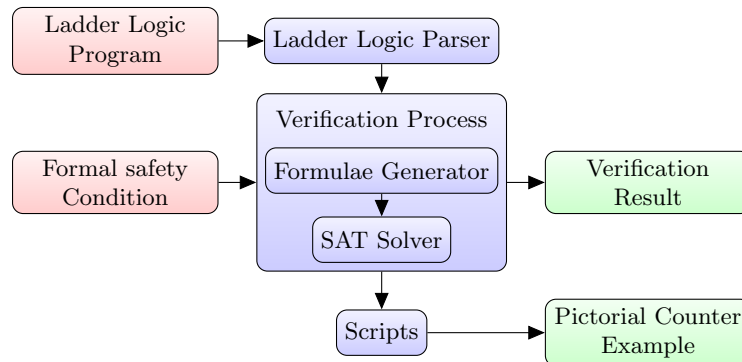 Ladder Logic
Program
Ladder Logic Parser
Verification Process
Formal safety
Condition
Formulae Generator
SAT Solver
Verification
Result
Scripts
Pictorial Counter
Example